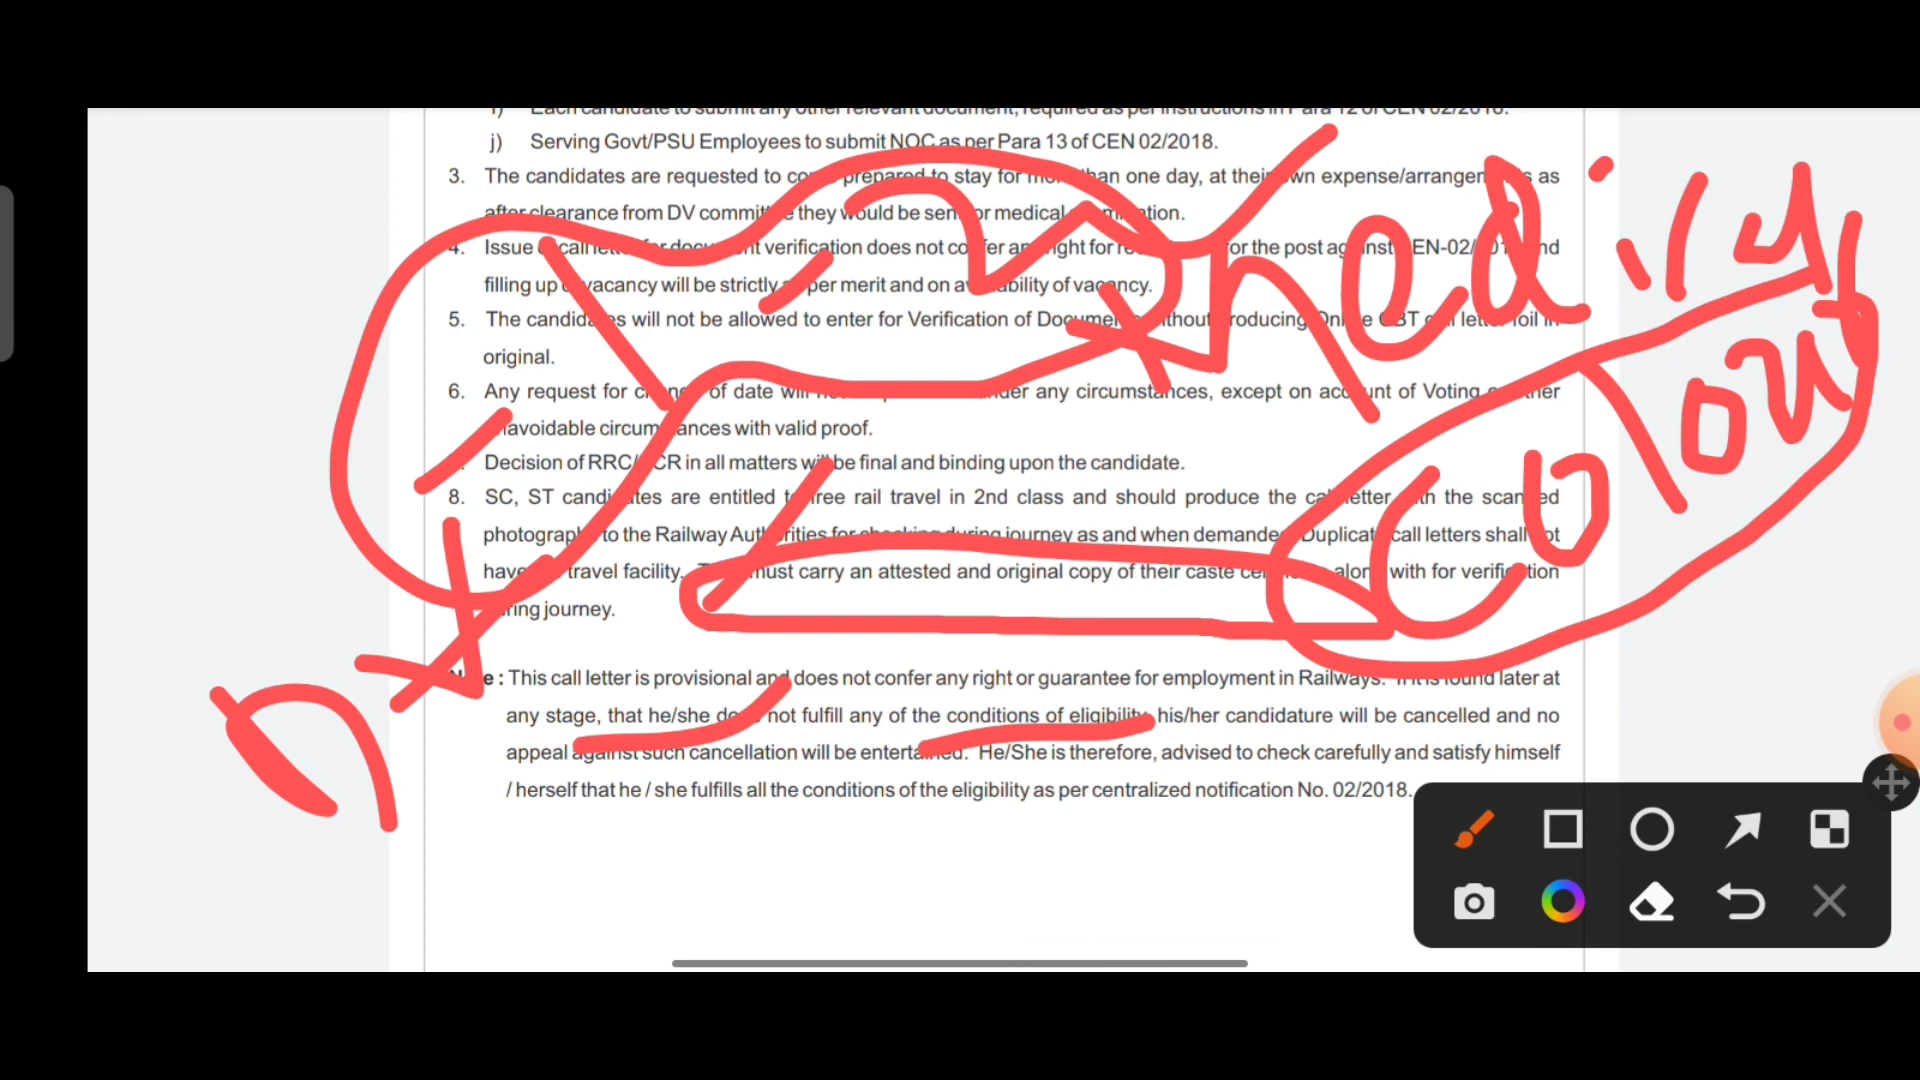 j) Serving Govt/PSU Employees to submit NOC as per Para 13 of CEN 02/2018.
3. The candidates are requested to come prepared to stay for more than one day, at their own expense/arrangements as
after clearance from DV committee they would be sent for medical examination.
4. Issue of call letter for document verification does not confer any right for for the post against CEN-02/2018 and
filling up of vacancy will be strictly as per merit and on availability of vacancy.
5. The candidates will not be allowed to enter for Verification of Documents without producing Online CBT call letter foil in
original.
6. Any request for change of date will not under any circumstances, except on account of Voting or other
unavoidable circumstances with valid proof.
Decision of RRC/ CR in all matters will be final and binding upon the candidate.
8. SC, ST candidates are entitled to free rail travel in 2nd class and should produce the call letter with the scanned
photograph to the Railway Authorities for checking during journey as and when demanded. Duplicate call letters shall not
have travel facility. must carry an attested and original copy of their caste certificate along with for verification
during journey.
Note : This call letter is provisional and does not confer any right or guarantee for employment in Railways. If it is found later at
any stage, that he/she does not fulfill any of the conditions of eligibility, his/her candidature will be cancelled and no
appeal against such cancellation will be entertained. He/She is therefore, advised to check carefully and satisfy himself
/ herself that he / she fulfills all the conditions of the eligibility as per centralized notification No. 02/2018.